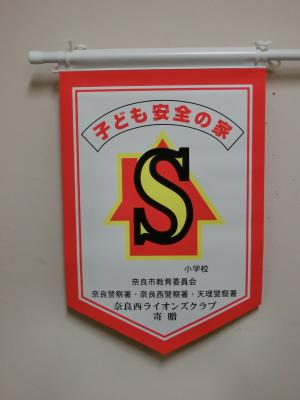 子ども安全の家
S
小学校
奈良市教育委員会
奈良警察署・奈良西警察署・天理警察署
奈良西ライオンズクラブ
寄贈